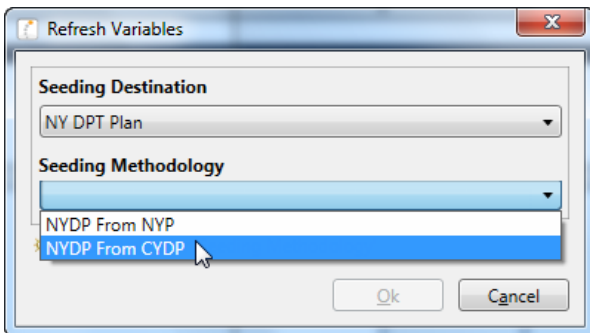 Refresh Variables
Seeding Destination
NY DPT Plan
Seeding Methodology
NYDP From NYP
NYDP From CYDP
Ok
Cancel